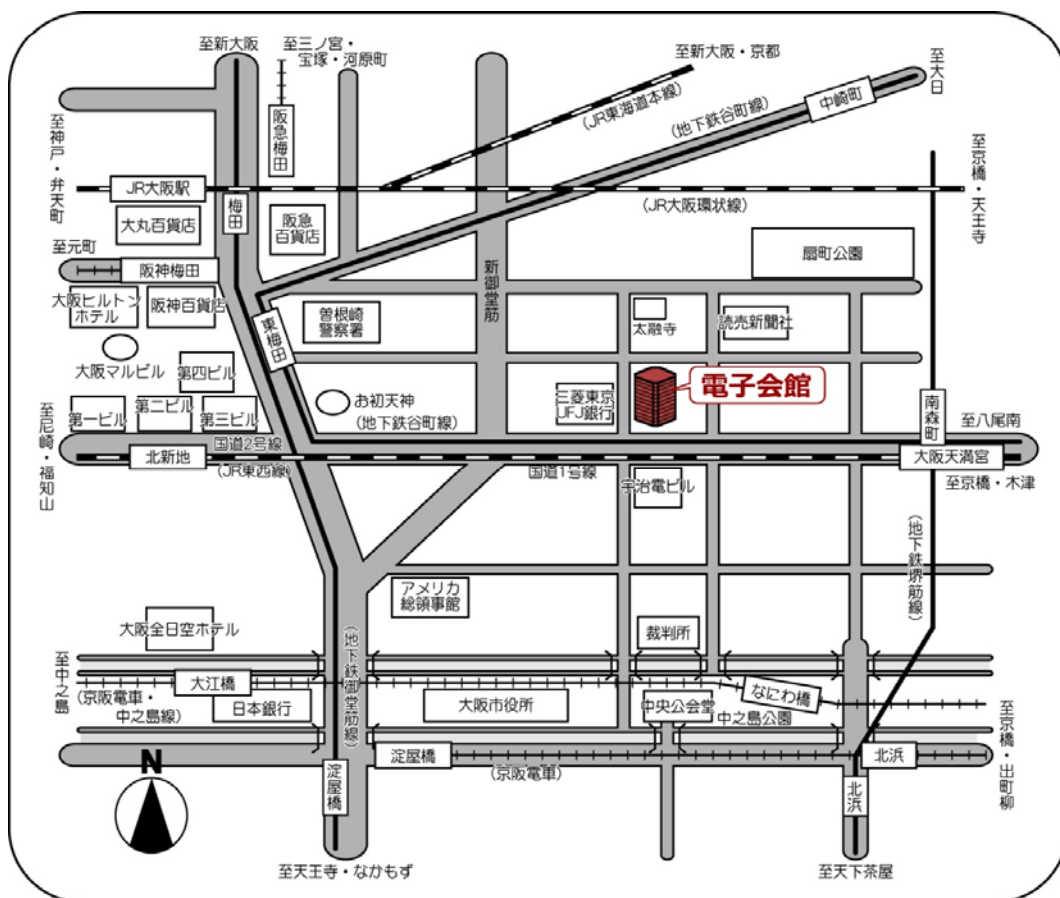 至新大阪
至三ノ宮・
宝塚・河原町
至新大阪・京都
至大日
(JR東海道本線)
(地下鉄谷町線)
中崎町
至神戸・弁天町
阪急梅田
至京橋・天王寺
JR大阪駅
梅田
(JR大阪環状線)
大丸百貨店
阪急
百貨店
扇町公園
至元町
阪神梅田
新御堂筋
大阪ヒルトン
ホテル
阪神百貨店
東梅田
曽根崎
警察署
太融寺
読売新聞社
大阪マルビル
第四ビル
電子会館
お初天神
三菱東京
UFJ銀行
南森町
第一ビル
第二ビル
第三ビル
(地下鉄谷町線)
至八尾南
至尼崎・福知山
国道2号線
北新地
(JR東西線)
国道1号線
大阪天満宮
宇治電ビル
至京橋・木津
(地下鉄堺筋線)
アメリカ
総領事館
大阪全日空ホテル
裁判所
(地下鉄御堂筋線)
至中之島
大江橋
なにわ橋
(京阪電車・
中之島線)
日本銀行
大阪市役所
中央公会堂
中之島公園
至京橋・出町柳
淀屋橋
(京阪電車)
北浜
N
淀屋橋
北浜
至天王寺・なかもず
至天下茶屋